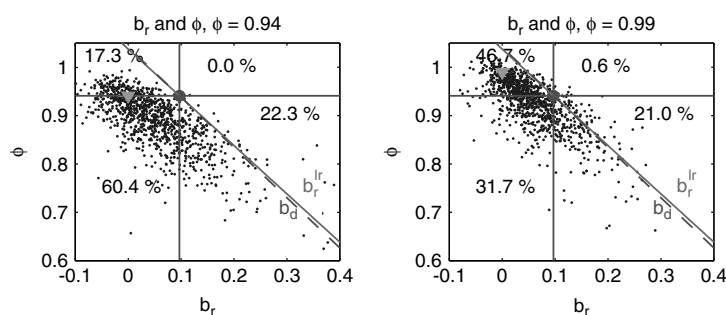 b_r and ϕ, ϕ = 0.94
17.3 %
0.0 %
22.3 %
60.4 %
b_r^lr
b_d
ϕ
1
0.9
0.8
0.7
0.6
-0.1 0 0.1 0.2 0.3 0.4
b_r
b_r and ϕ, ϕ = 0.99
46.7 %
0.6 %
21.0 %
31.7 %
b_r^lr
b_d
ϕ
1
0.9
0.8
0.7
0.6
-0.1 0 0.1 0.2 0.3 0.4
b_r